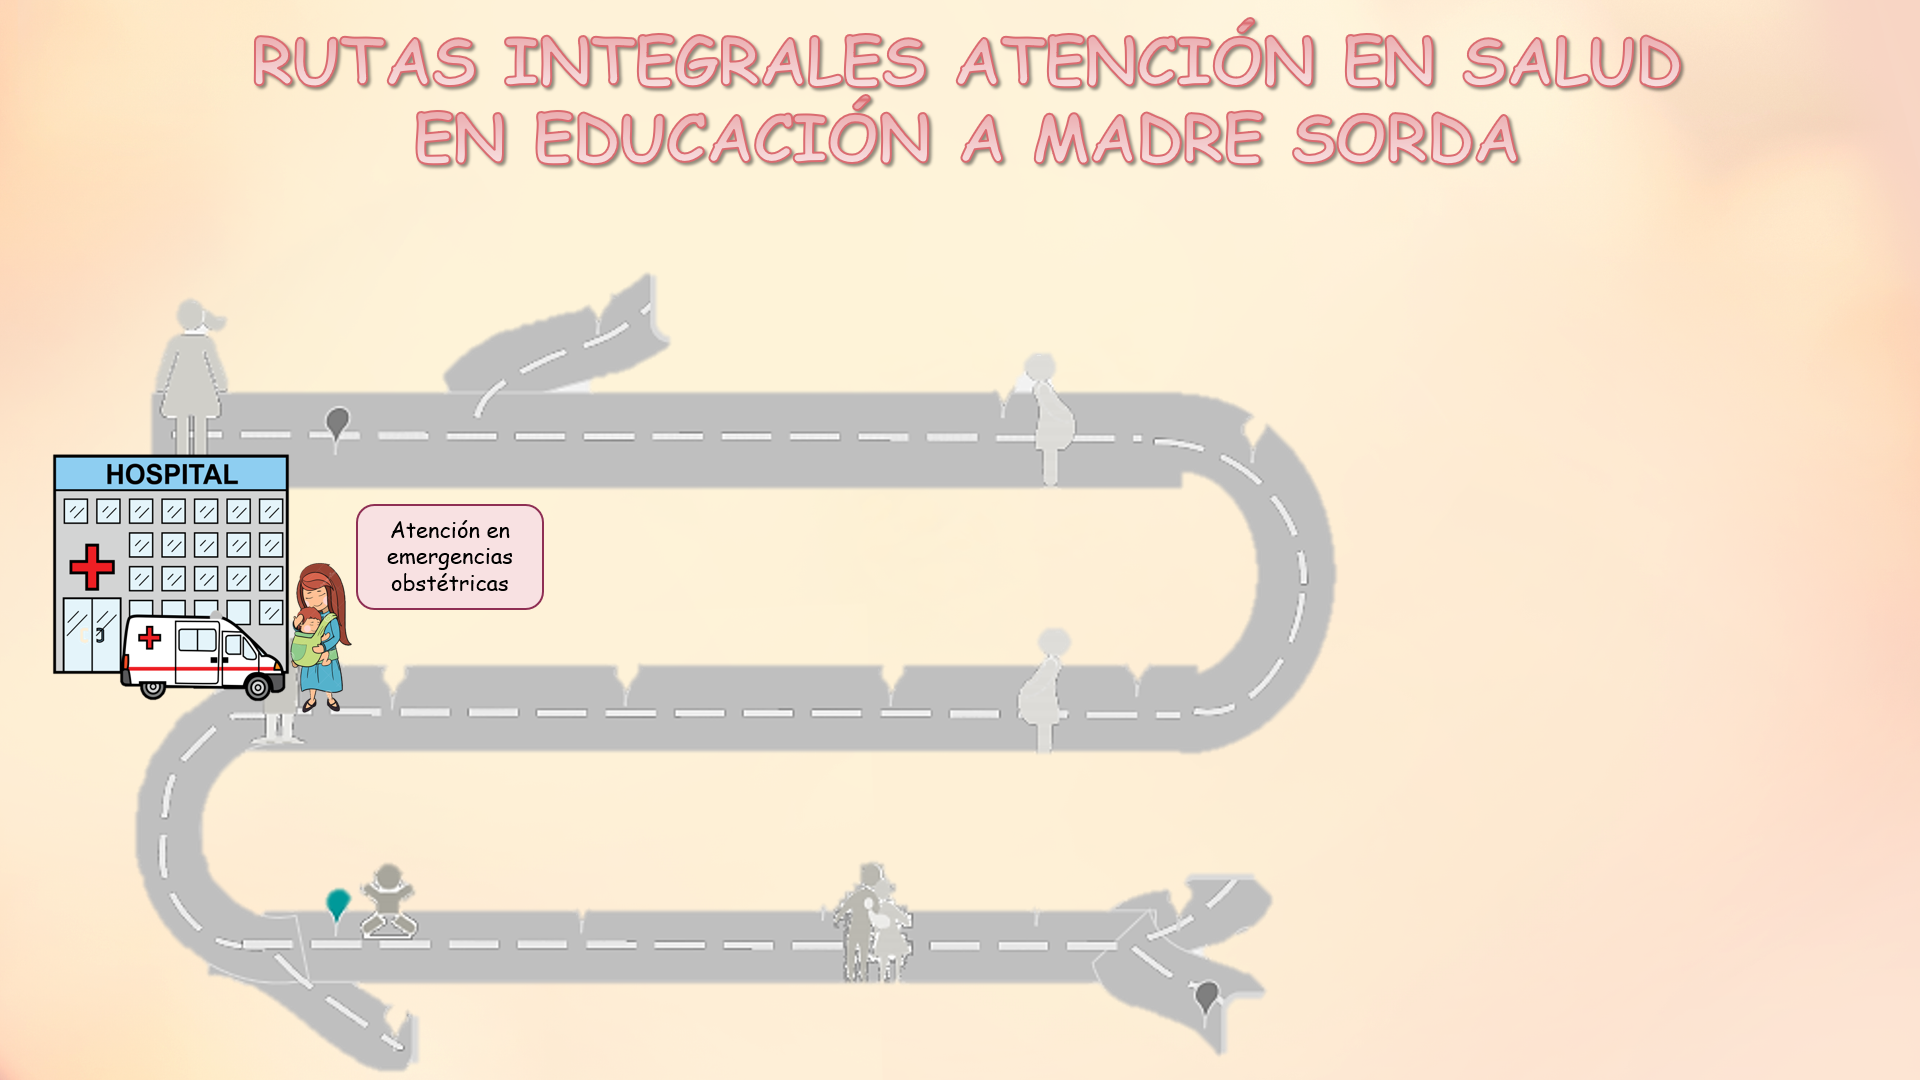 RUTAS INTEGRALES ATENCIÓN EN SALUD
EN EDUCACIÓN A MADRE SORDA
HOSPITAL
Atención en
emergencias
obstétricas